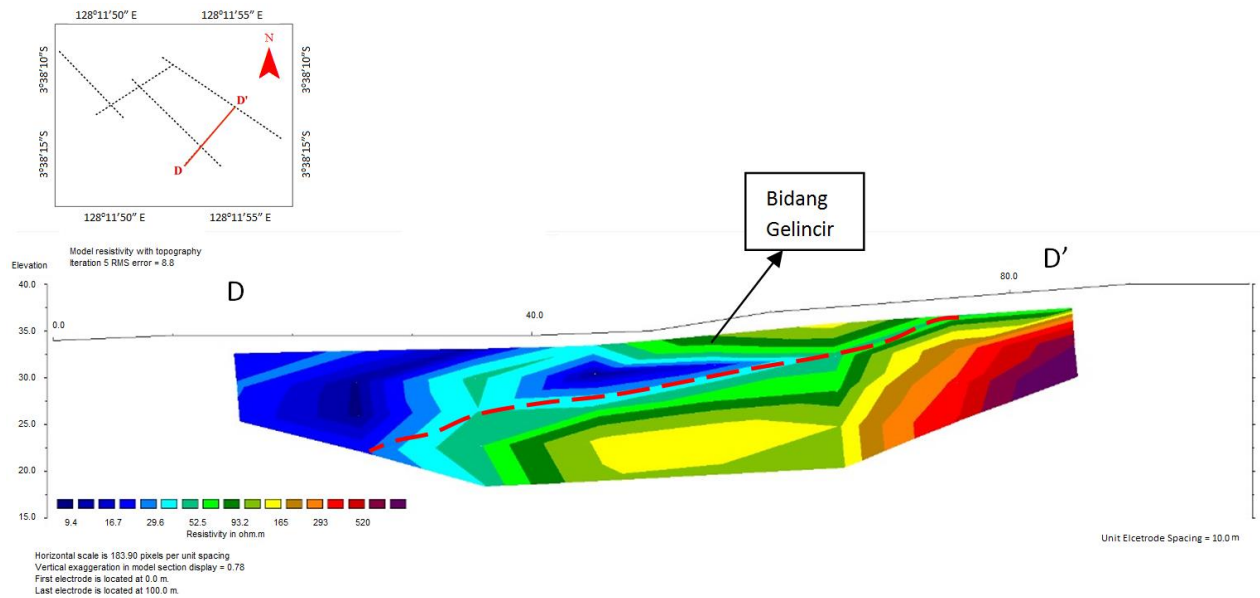 128°11'50" E
128°11'55" E
N
3°38'10"S
3°38'10"S
D'
3°38'15"S
3°38'15"S
D
128°11'50" E
128°11'55" E
Bidang
Gelincir
Model resistivity with topography
Iteration 5 RMS error = 8.8
Elevation
D
D'
40.0
80.0
35.0
0.0
40.0
30.0
25.0
20.0
15.0
9.4 16.7 29.6 52.5 93.2 165 293 520
Resistivity in ohm.m
Unit Elcetrode Spacing = 10.0 m
Horizontal scale is 183.90 pixels per unit spacing
Vertical exaggeration in model section display = 0.78
First electrode is located at 0.0 m.
Last electrode is located at 100.0 m.